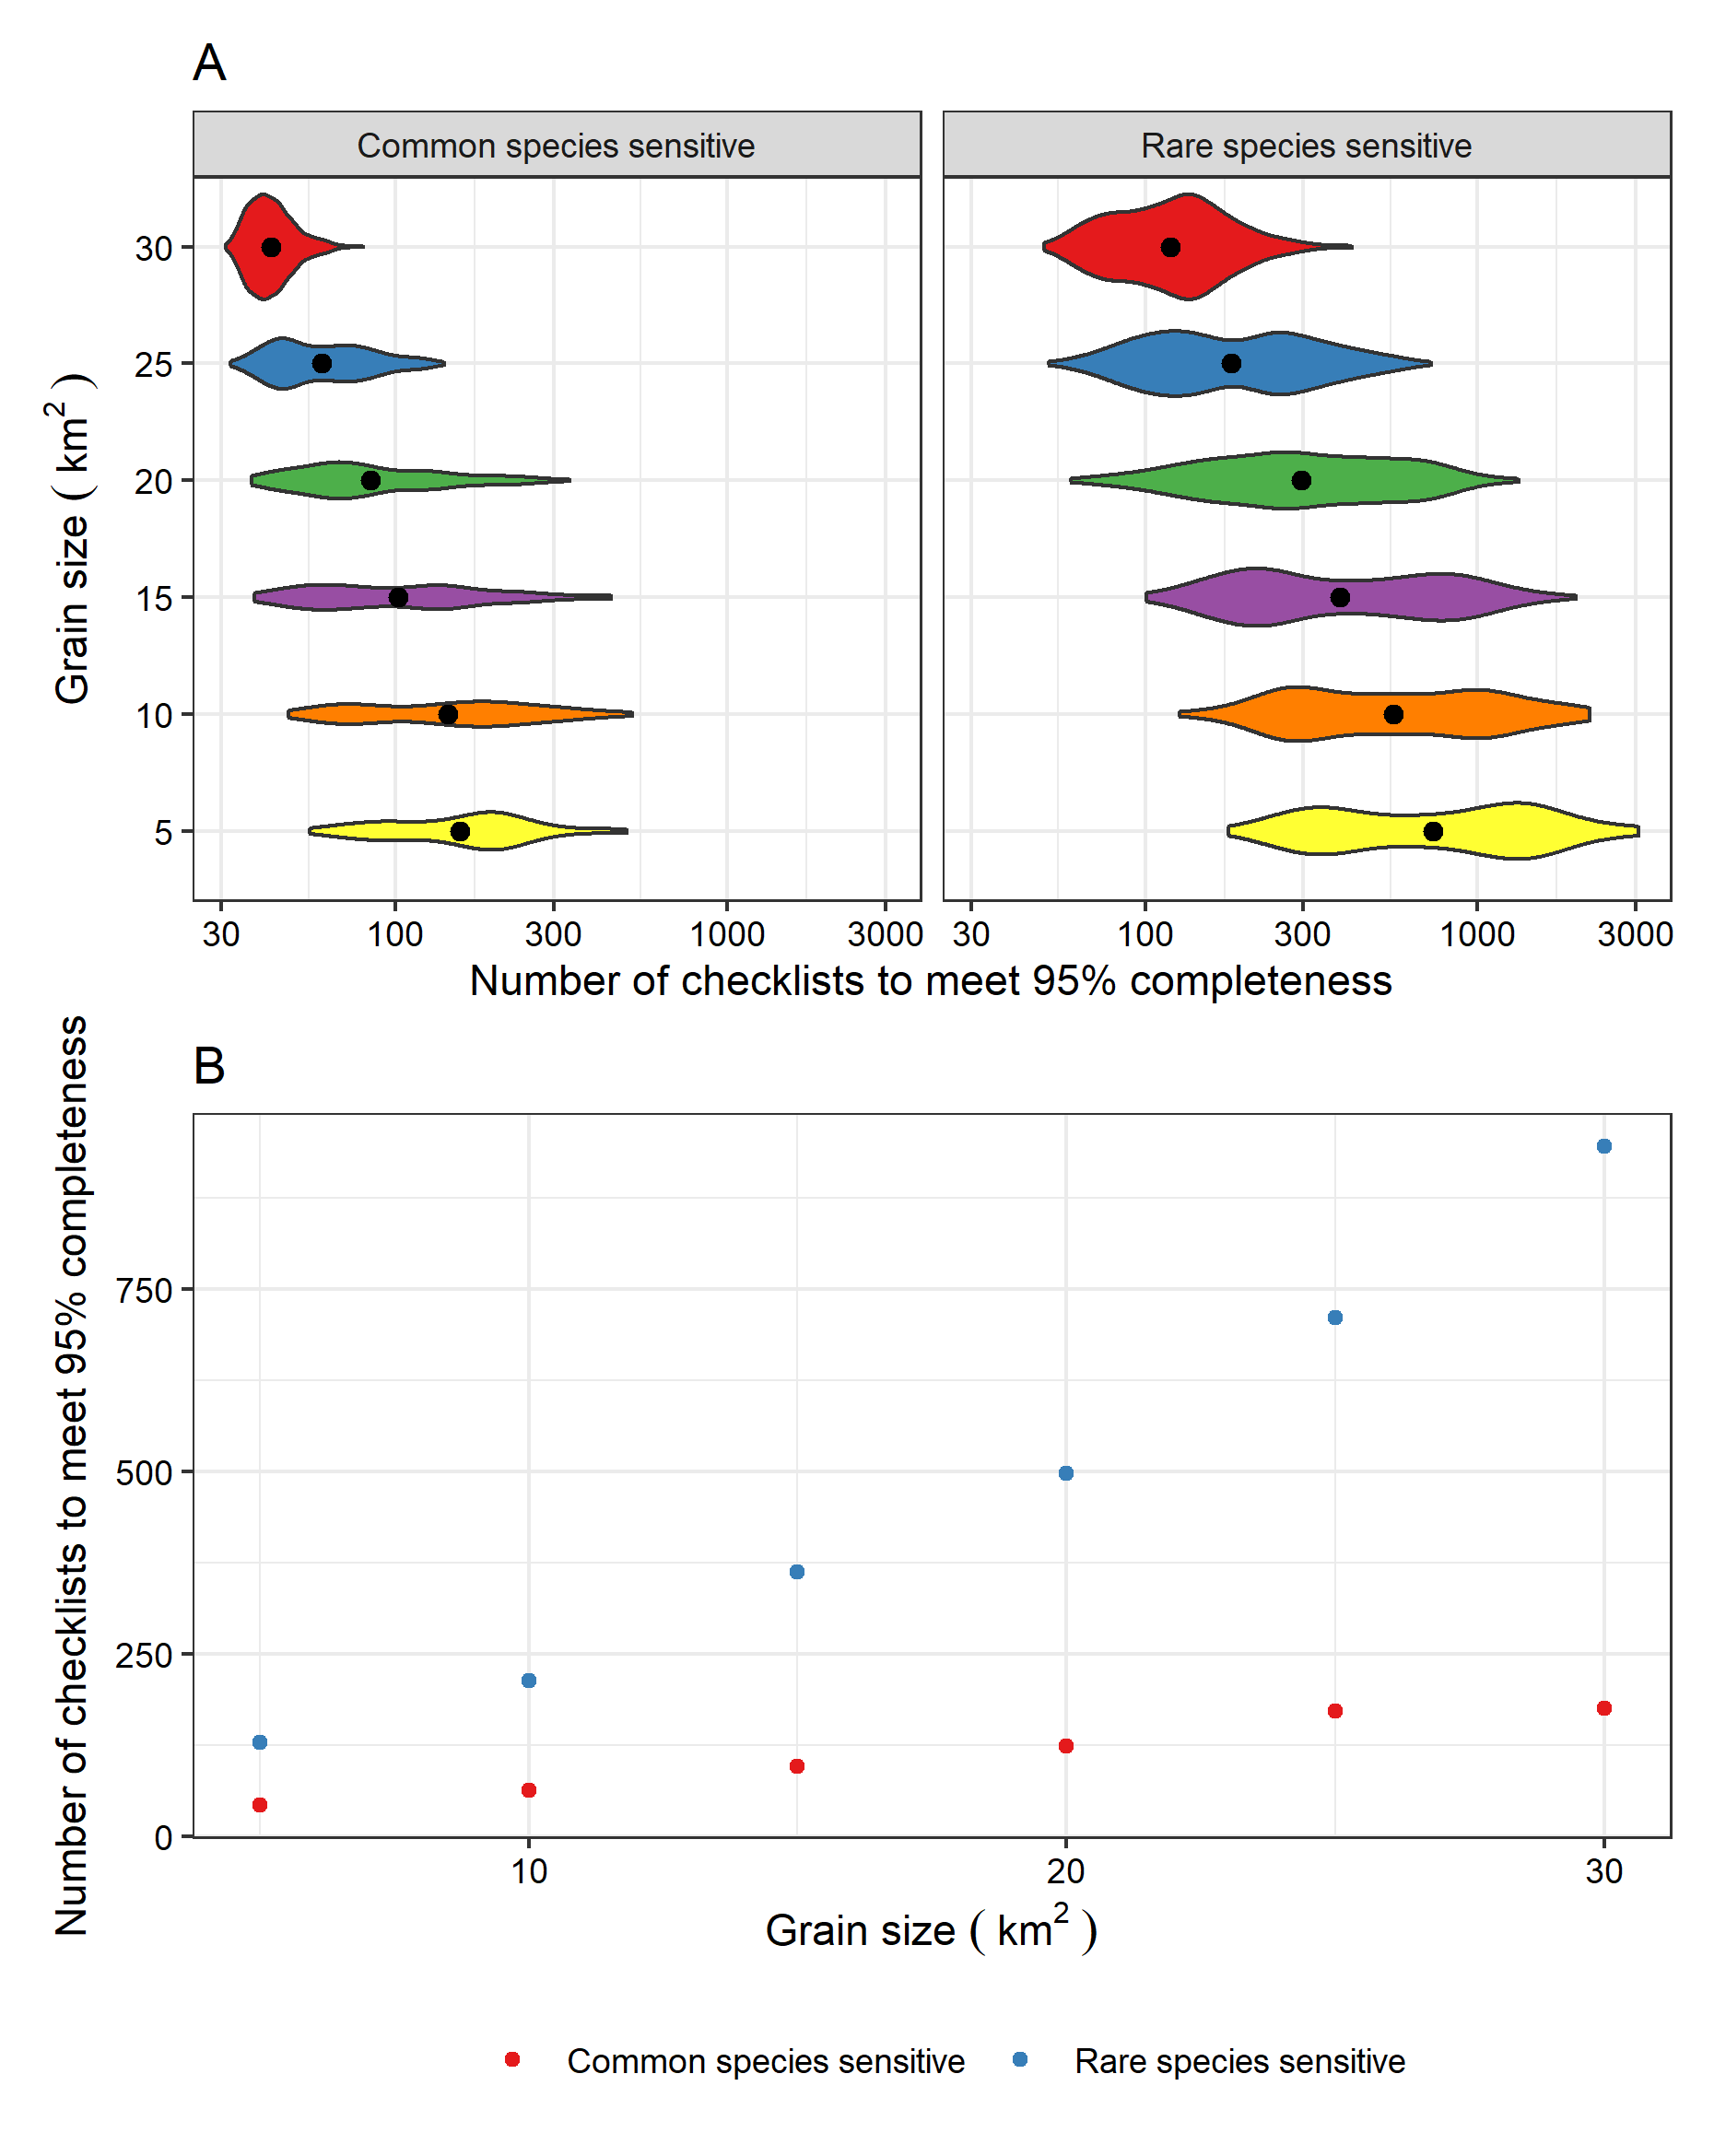 A
Common species sensitive
Rare species sensitive
Grain size ( km2 )
30
25
20
15
10
5
30 100 300 1000 3000
30 100 300 1000 3000
Number of checklists to meet 95% completeness
B
Number of checklists to meet 95% completeness
750
500
250
0
10 20 30
Grain size ( km2 )
Common species sensitive
Rare species sensitive